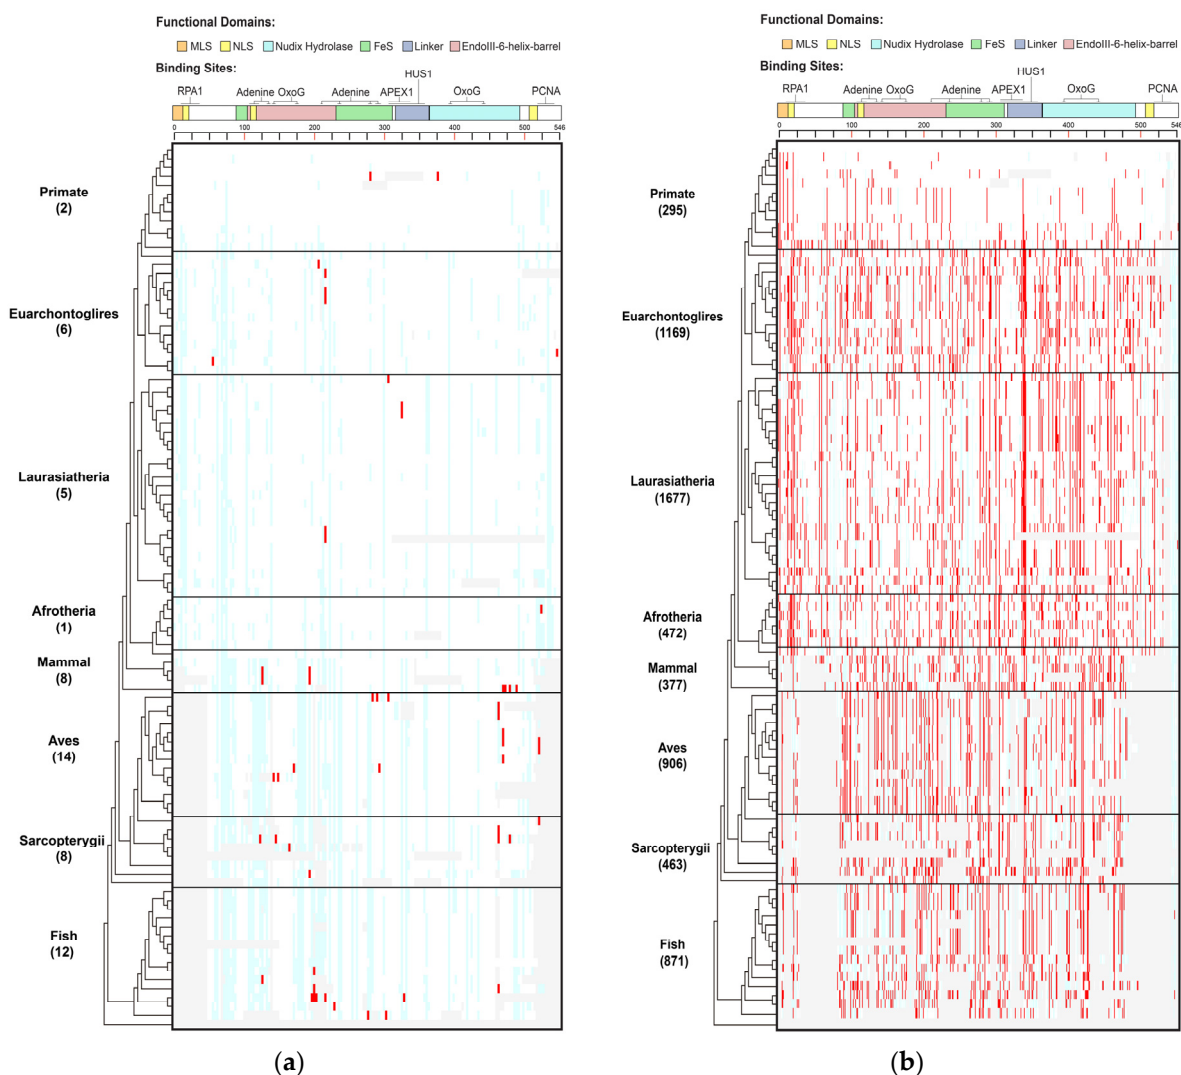 Functional Domains:
MLS NLS Nudix Hydrolase FeS Linker EndoIII-6-helix-barrel
Binding Sites:
HUS1
RPA1 Adenine OxoG Adenine APEX1 OxoG PCNA
0 100 200 300 400 500 546
Primate
(2)
Euarchontoglires
(6)
Laurasiatheria
(5)
Afrotheria
(1)
Mammal
(8)
Aves
(14)
Sarcopterygii
(8)
Fish
(12)
(a)
Functional Domains:
MLS NLS Nudix Hydrolase FeS Linker EndoIII-6-helix-barrel
Binding Sites:
HUS1
RPA1 Adenine OxoG Adenine APEX1 OxoG PCNA
0 100 200 300 400 500 546
Primate
(295)
Euarchontoglires
(1169)
Laurasiatheria
(1677)
Afrotheria
(472)
Mammal
(377)
Aves
(906)
Sarcopterygii
(463)
Fish
(871)
(b)